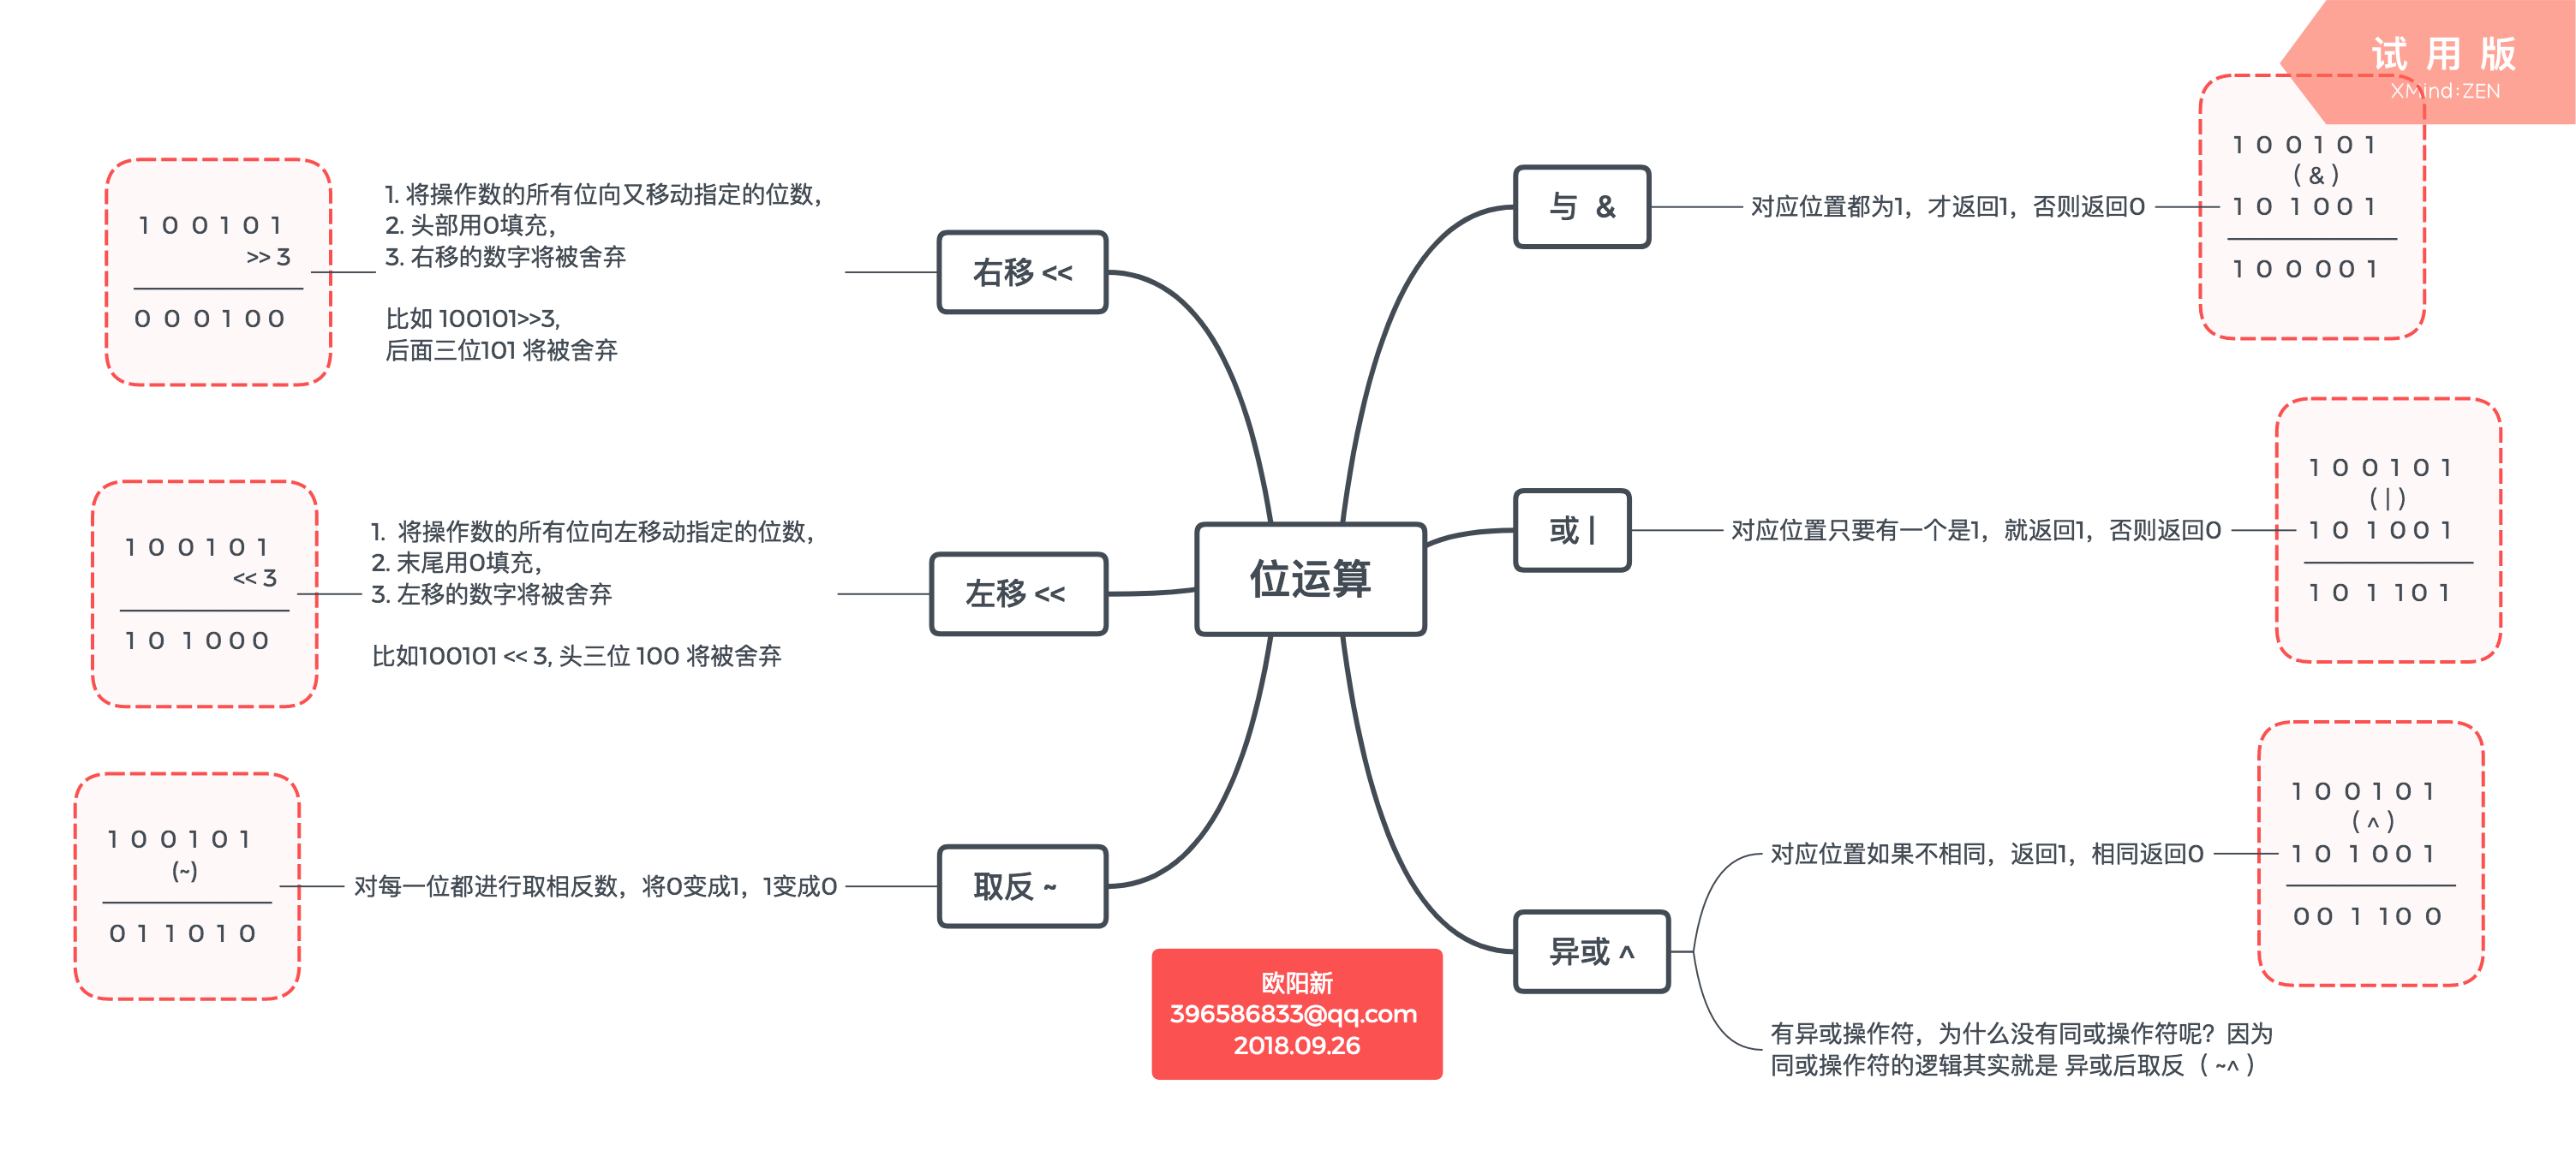 试 用 版
XMind:ZEN
位运算
与 &
对应位置都为1，才返回1，否则返回0
1 0 0 1 0 1
( & )
1 0 1 0 0 1
1 0 0 0 0 1
或 |
对应位置只要有一个是1，就返回1，否则返回0
1 0 0 1 0 1
( | )
1 0 1 0 0 1
1 0 1 1 0 1
异或 ^
对应位置如果不相同，返回1，相同返回0
1 0 0 1 0 1
( ^ )
1 0 1 0 0 1
0 0 1 1 0 0
有异或操作符，为什么没有同或操作符呢？因为
同或操作符的逻辑其实就是 异或后取反 （ ~^ ）
右移 <<
1. 将操作数的所有位向又移动指定的位数，
2. 头部用0填充，
3. 右移的数字将被舍弃
比如 100101>>3,
后面三位101 将被舍弃
1 0 0 1 0 1
>> 3
0 0 0 1 0 0
左移 <<
1. 将操作数的所有位向左移动指定的位数，
2. 末尾用0填充，
3. 左移的数字将被舍弃
比如100101 << 3, 头三位 100 将被舍弃
1 0 0 1 0 1
<< 3
1 0 1 0 0 0
取反 ~
对每一位都进行取相反数，将0变成1，1变成0
1 0 0 1 0 1
(~)
0 1 1 0 1 0
欧阳新
396586833@qq.com
2018.09.26